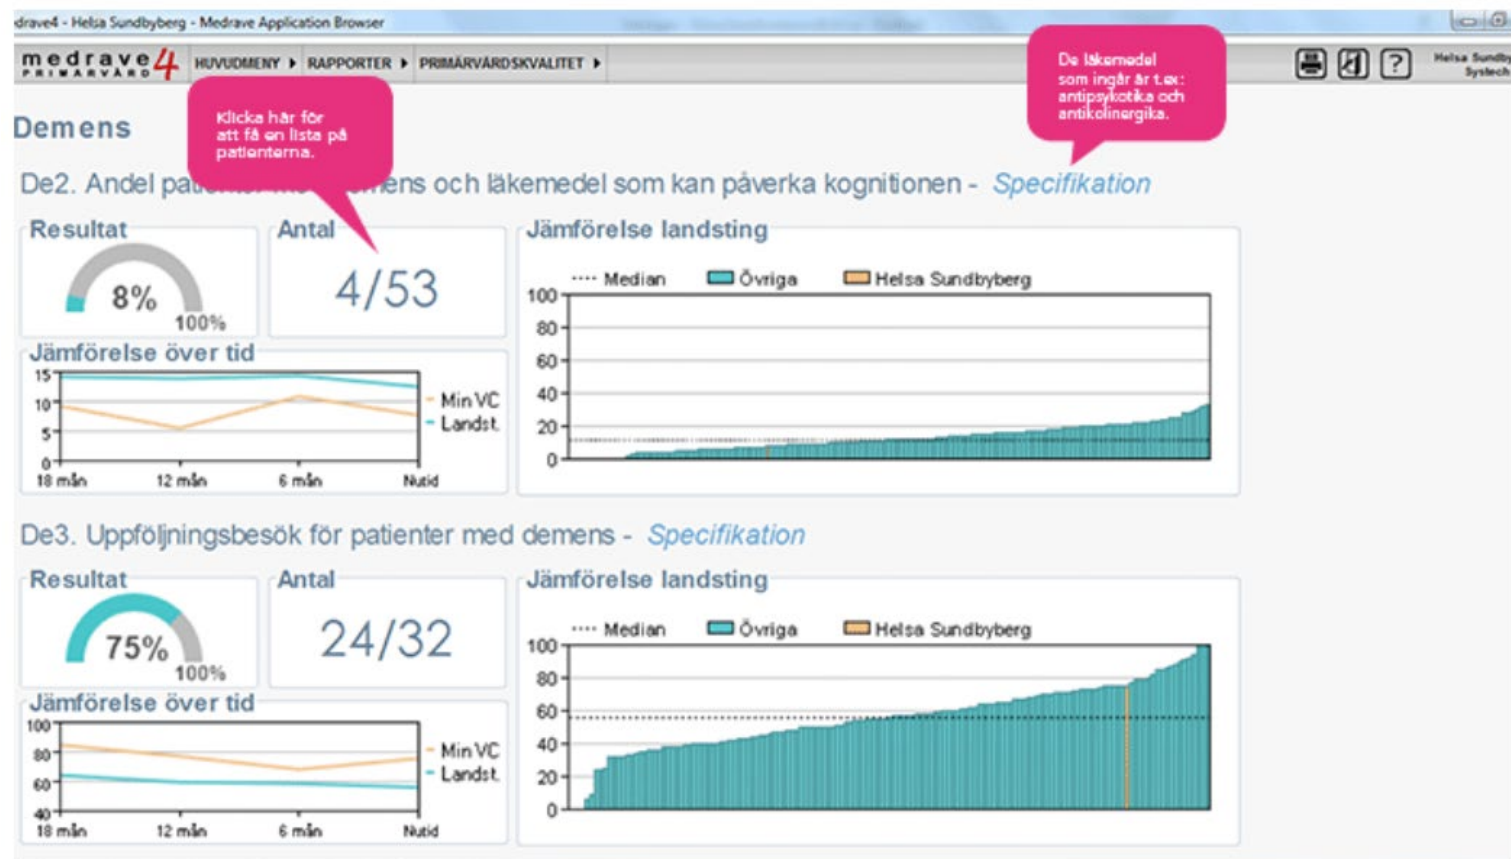 drave4 - Helsa Sundbyberg - Medrave Application Browser
medrave4
PRIMÄRVÅRD
HUVUDMENY
RAPPORTER
PRIMÄRVÅRDSKVALITET
?
Helsa Sundby
Systech
De läkemedel
som ingår är t.ex:
antipsykotika och
antikolinergika.
Klicka här för
att få en lista på
patienterna.
Demens
De2. Andel pa ens och läkemedel som kan påverka kognitionen - Specifikation
Resultat
8%
100%
Antal
4/53
Jämförelse över tid
15
10
5
0
18 mån 12 mån 6 mån Nutid
Min VC
Landst.
Jämförelse landsting
Median Övriga Helsa Sundbyberg
100
80
60
40
20
0
De3. Uppföljningsbesök för patienter med demens - Specifikation
Resultat
75%
100%
Antal
24/32
Jämförelse över tid
100
80
60
40
18 mån 12 mån 6 mån Nutid
Min VC
Landst.
Jämförelse landsting
Median Övriga Helsa Sundbyberg
100
80
60
40
20
0